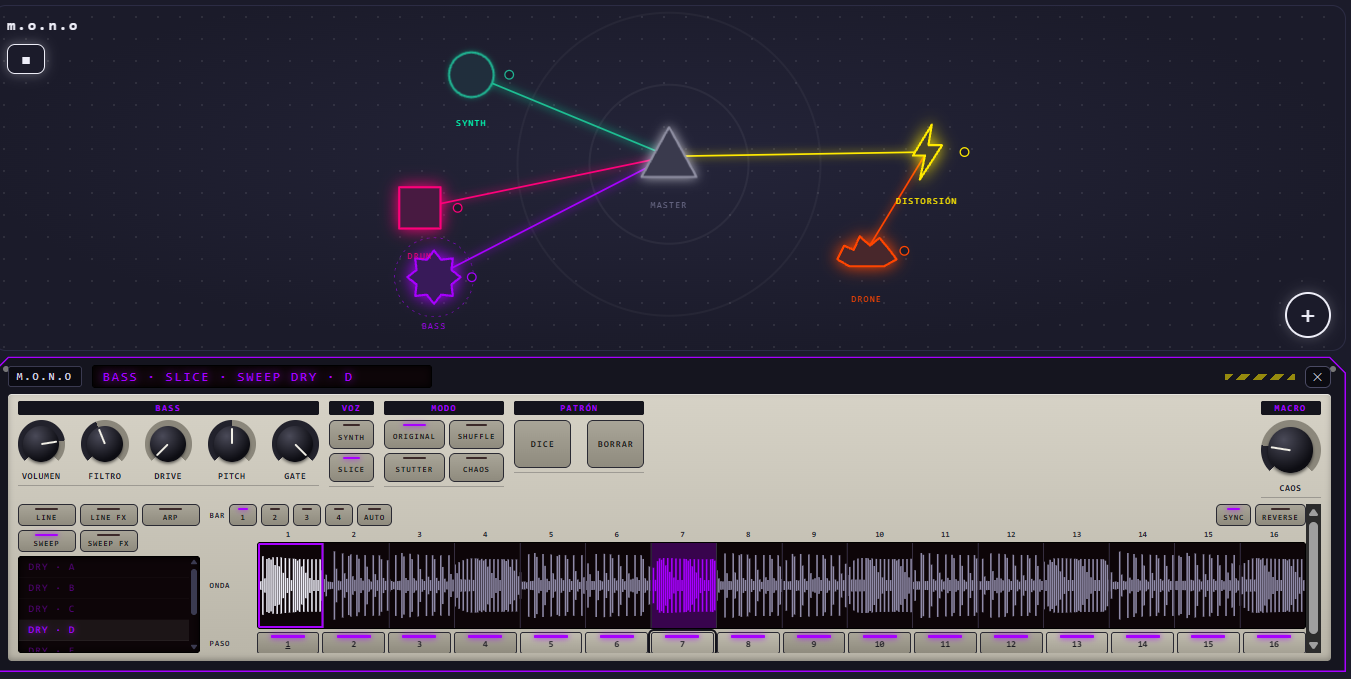 m.o.n.o
SYNTH
MASTER
DISTORSIÓN
DRUM
DRONE
BASS
+
M.O.N.O
BASS · SLICE · SWEEP DRY · D
BASS
VOZ
MODO
PATRÓN
MACRO
SYNTH
ORIGINAL
SHUFFLE
DICE
BORRAR
SLICE
STUTTER
CHAOS
VOLUMEN
FILTRO
DRIVE
PITCH
GATE
CAOS
LINE
LINE FX
ARP
BAR
1
2
3
4
AUTO
SYNC
REVERSE
SWEEP
SWEEP FX
1 2 3 4 5 6 7 8 9 10 11 12 13 14 15 16
DRY · A
DRY · B
ONDA
DRY · C
DRY · D
PASO
1 2 3 4 5 6 7 8 9 10 11 12 13 14 15 16